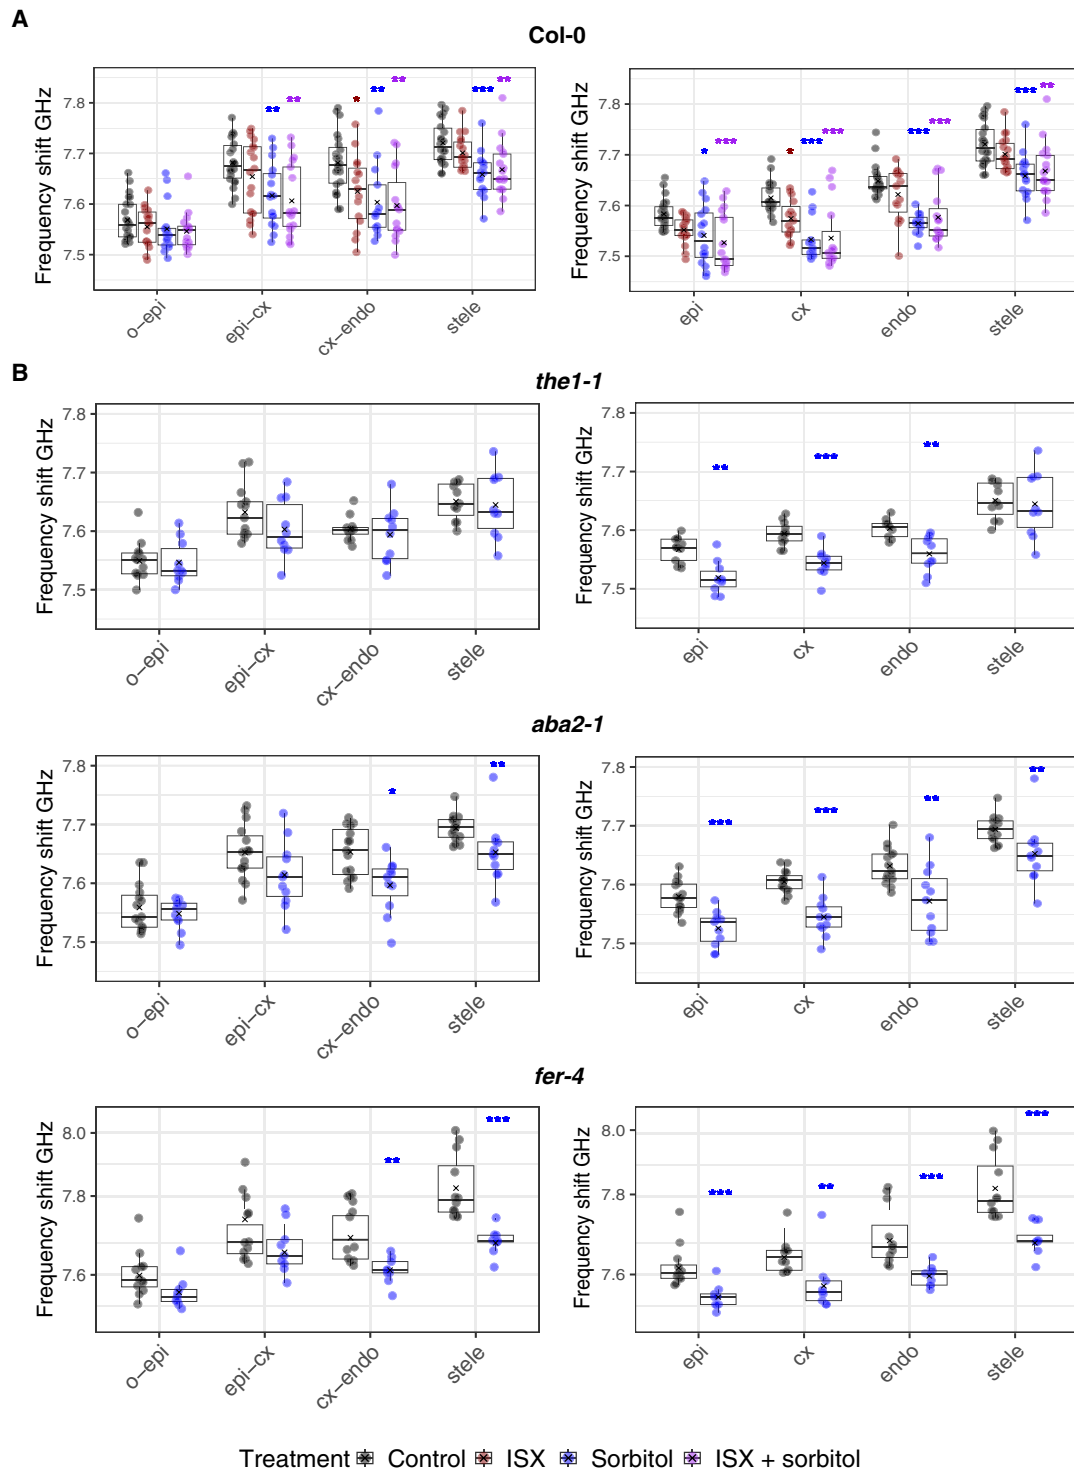 A
Col-0
Frequency shift GHz
7.8
7.7
7.6
7.5
o−epi
epi−cx
cx−endo
stele
** ** * ** ** *** **
Frequency shift GHz
7.8
7.7
7.6
7.5
epi
cx
endo
stele
* *** * *** *** *** *** *** **
B
the1-1
Frequency shift GHz
7.8
7.7
7.6
7.5
o−epi
epi−cx
cx−endo
stele
Frequency shift GHz
7.8
7.7
7.6
7.5
epi
cx
endo
stele
** *** **
aba2-1
Frequency shift GHz
7.8
7.7
7.6
7.5
o−epi
epi−cx
cx−endo
stele
* **
Frequency shift GHz
7.8
7.7
7.6
7.5
epi
cx
endo
stele
*** *** ** **
fer-4
Frequency shift GHz
8.0
7.8
7.6
o−epi
epi−cx
cx−endo
stele
** ***
Frequency shift GHz
8.0
7.8
7.6
epi
cx
endo
stele
*** ** *** ***
Treatment Control ISX Sorbitol ISX + sorbitol